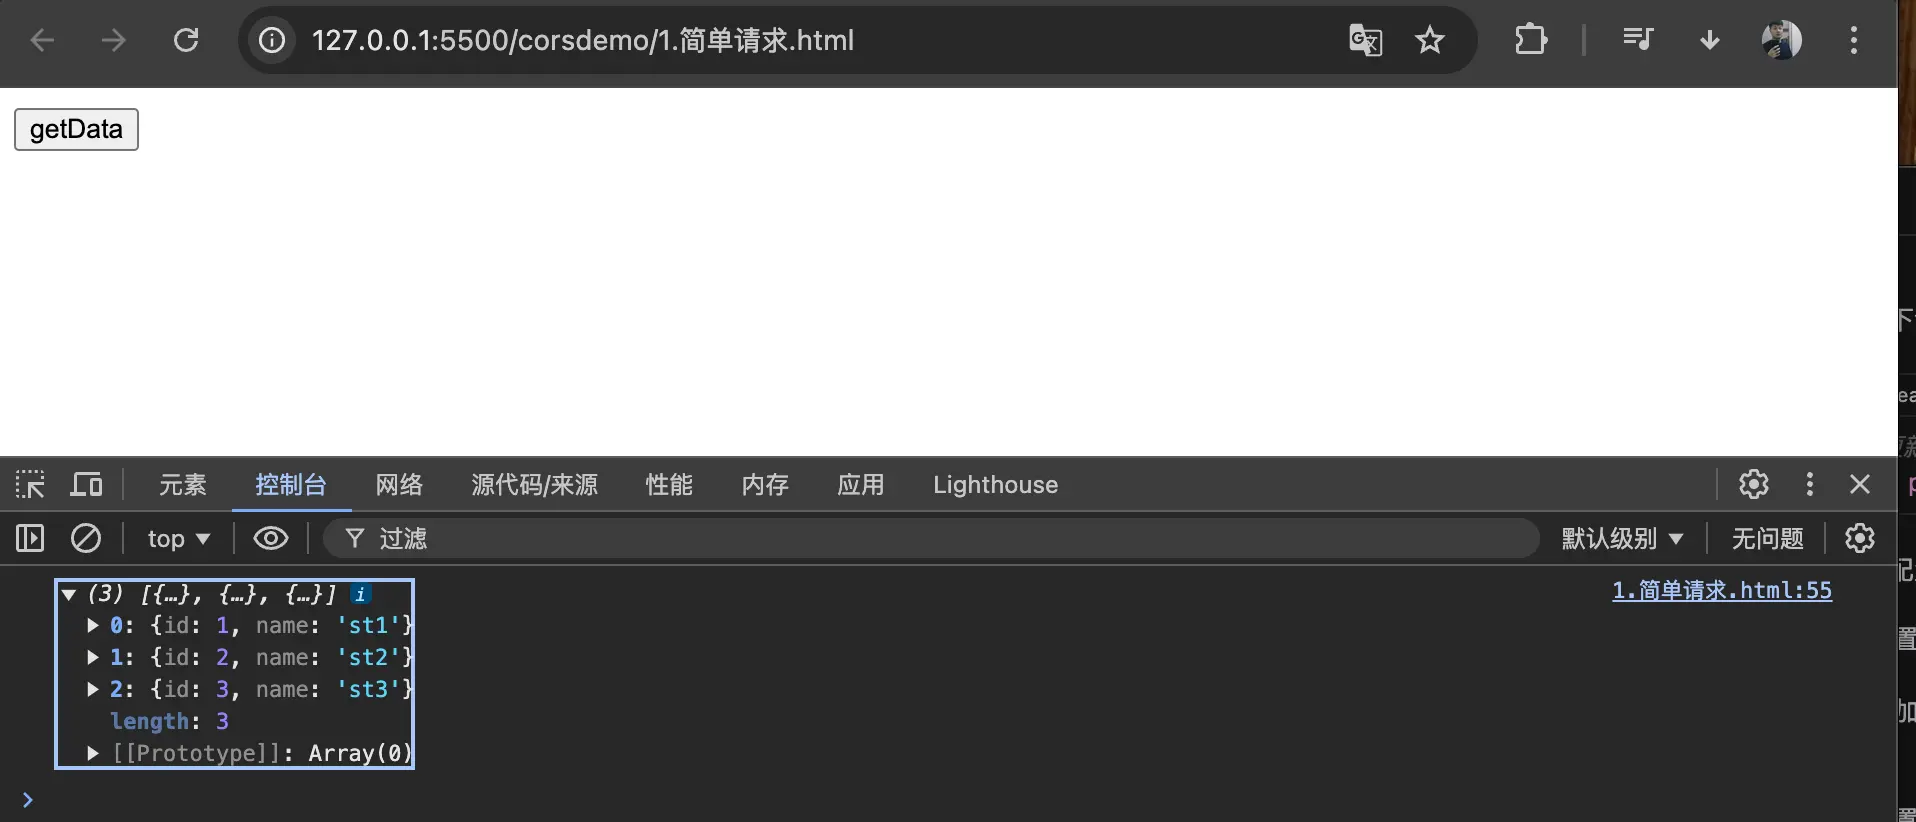 127.0.0.1:5500/corsdemo/1.简单请求.html
getData
元素 控制台 网络 源代码/来源 性能 内存 应用 Lighthouse
top 过滤 默认级别 无问题
(3) [{…}, {…}, {…}] i 1.简单请求.html:55
0: {id: 1, name: 'st1'}
1: {id: 2, name: 'st2'}
2: {id: 3, name: 'st3'}
length: 3
[[Prototype]]: Array(0)